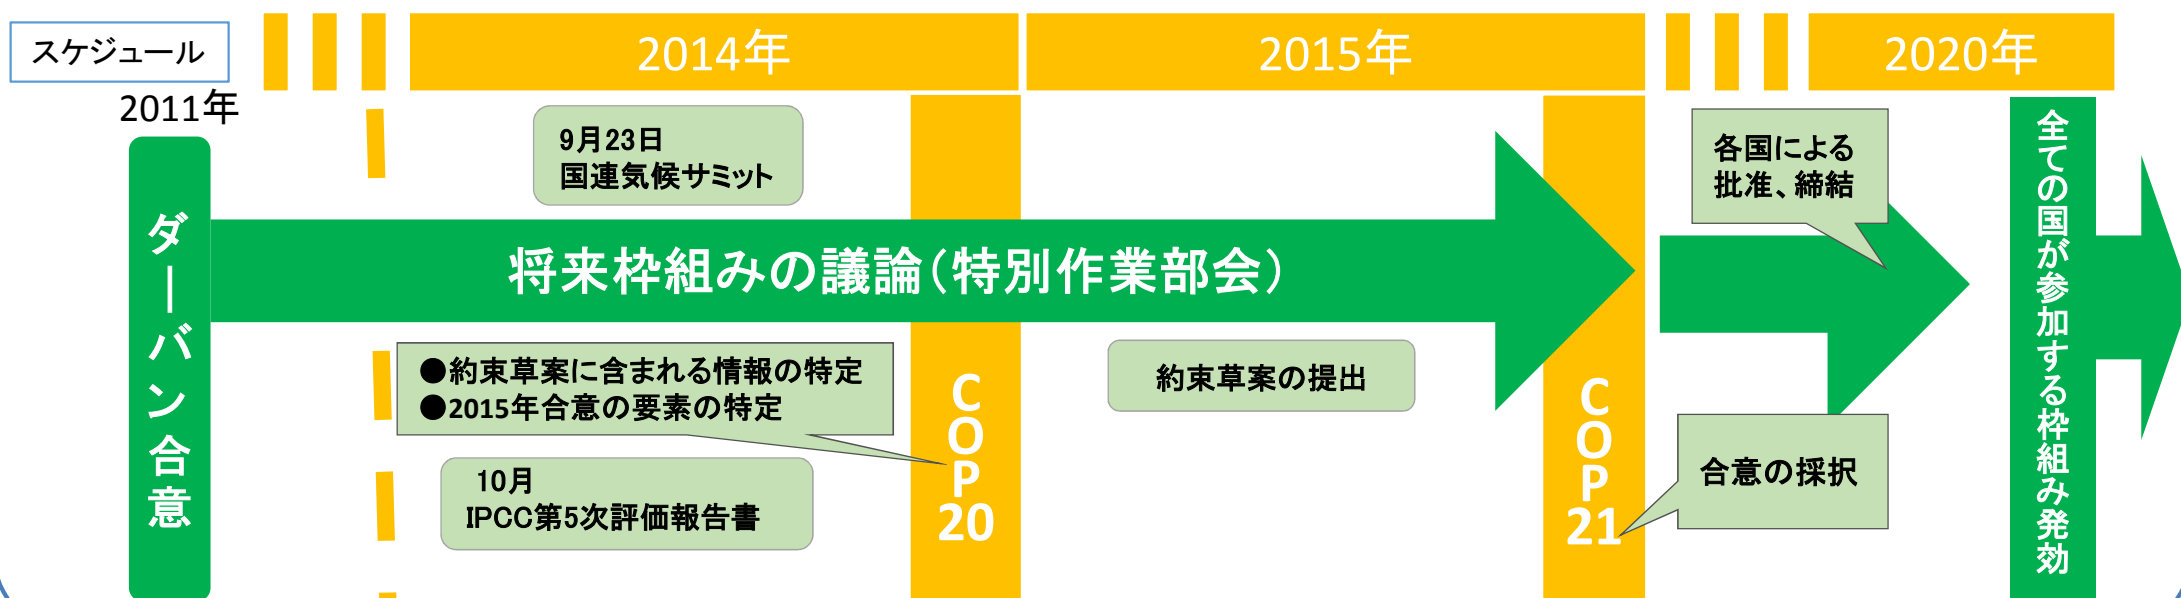 スケジュール
2014年
2015年
2020年
2011年
ダーバン合意
9月23日
国連気候サミット
将来枠組みの議論(特別作業部会)
●約束草案に含まれる情報の特定
●2015年合意の要素の特定
10月
IPCC第5次評価報告書
COP20
約束草案の提出
COP21
各国による
批准、締結
合意の採択
全ての国が参加する枠組み発効